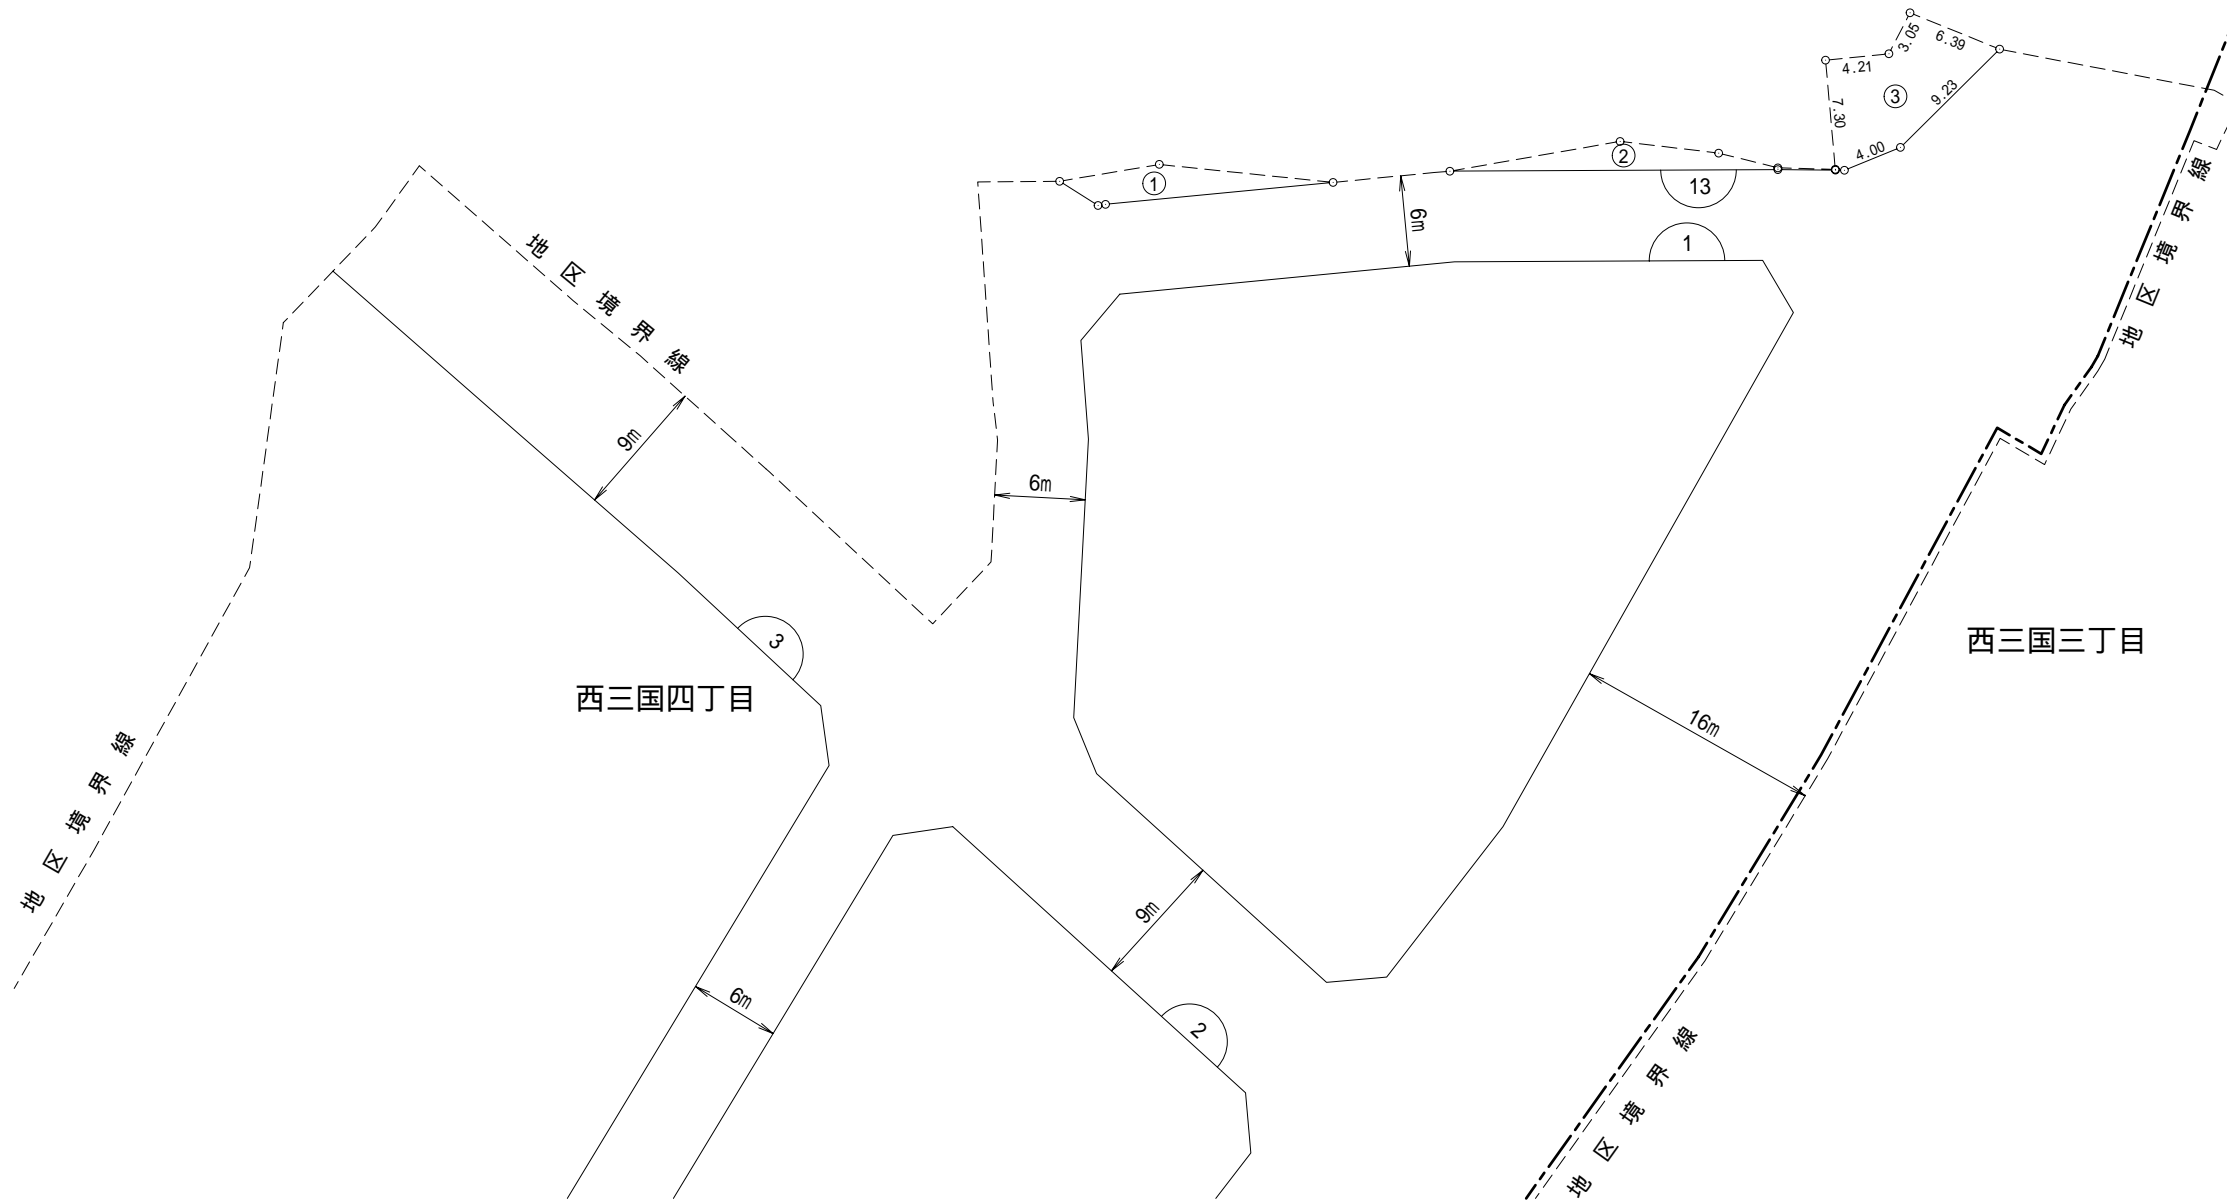 3.05
6.39
4.21
③
9.23
7.30
4.00
②
①
13
6m
1
地区境界線
地区境界線
9m
6m
3
西三国三丁目
西三国四丁目
16m
地区境界線
9m
6m
2
地区境界線